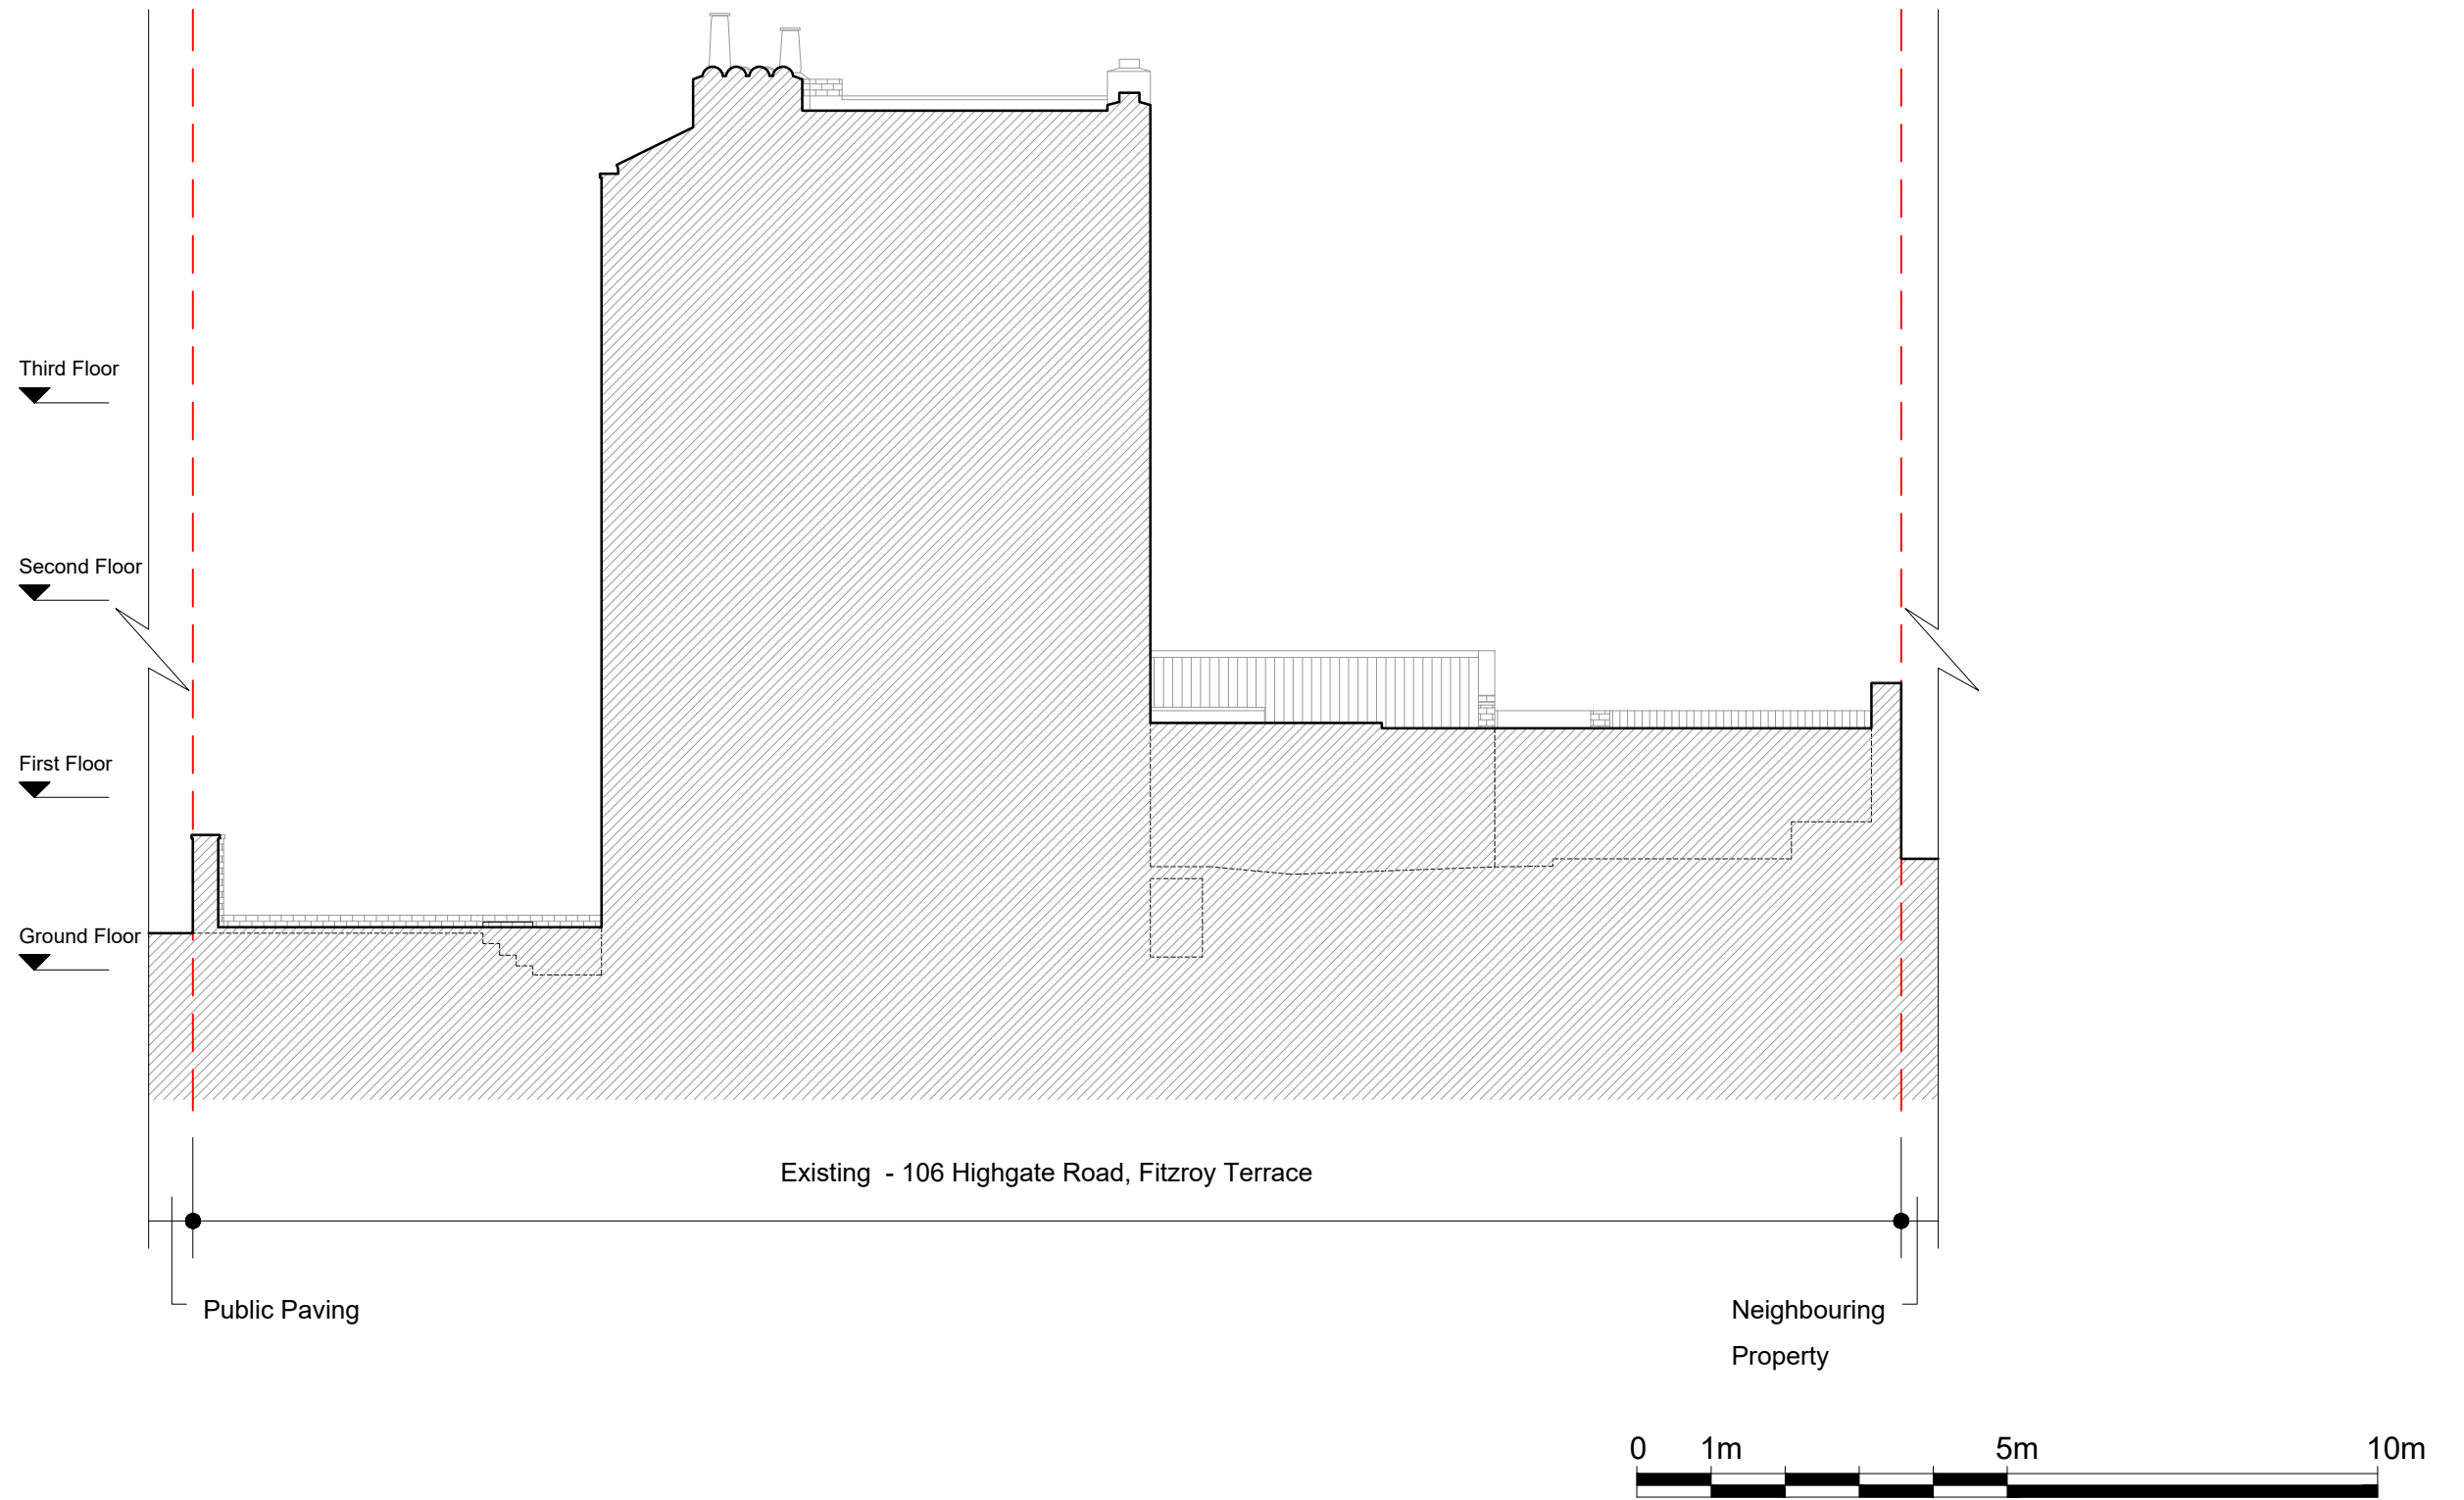 Third Floor
Second Floor
First Floor
Ground Floor
Existing - 106 Highgate Road, Fitzroy Terrace
Public Paving
Neighbouring
Property
0 1m 5m 10m